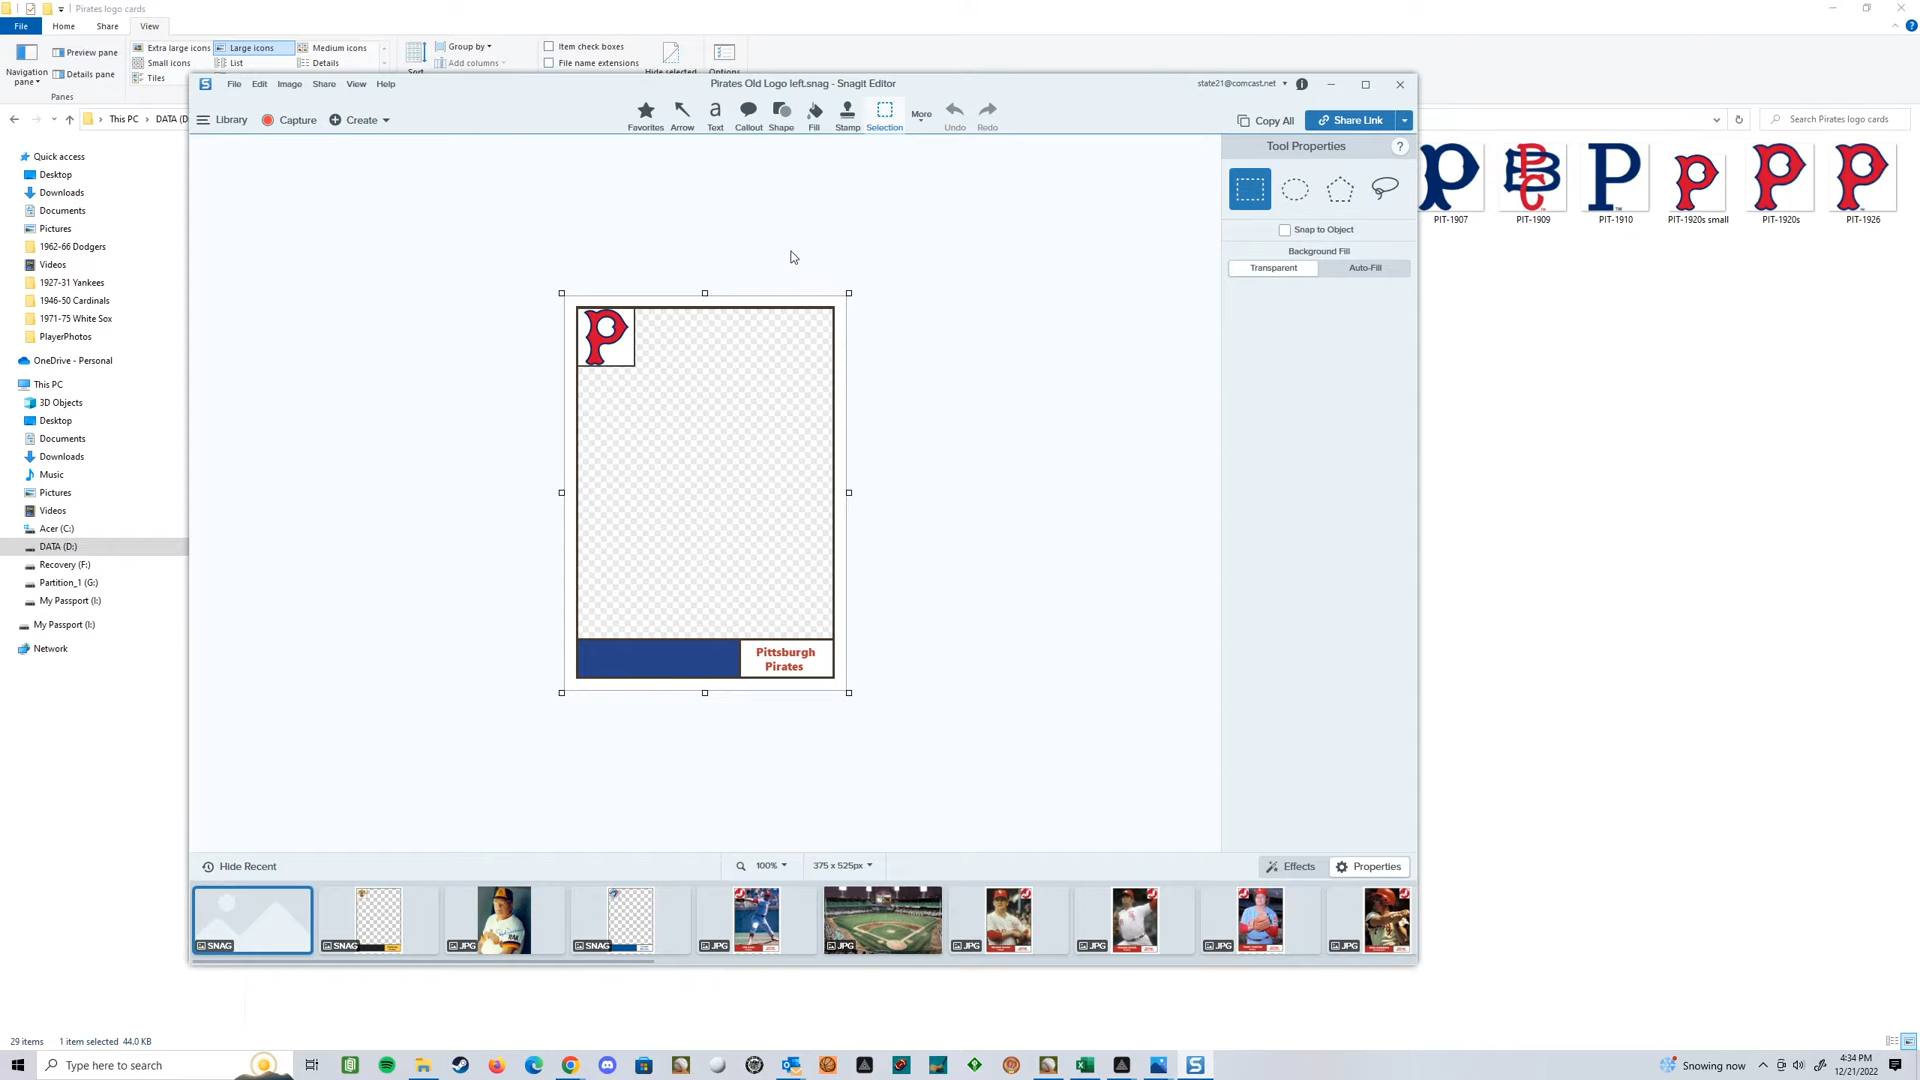 Pirates logo cards
File Home Share View
Navigation pane
Preview pane
Details pane
Panes
Extra large icons Large icons Medium icons
Small icons List Details
Tiles
Sort
Group by
Add columns
Item check boxes
File name extensions
Hide selected
Options
This PC DATA (D:
Search Pirates logo cards
Quick access
Desktop
Downloads
Documents
Pictures
1962-66 Dodgers
Videos
1927-31 Yankees
1946-50 Cardinals
1971-75 White Sox
PlayerPhotos
OneDrive - Personal
This PC
3D Objects
Desktop
Documents
Downloads
Music
Pictures
Videos
Acer (C:)
DATA (D:)
Recovery (F:)
Partition_1 (G:)
My Passport (I:)
My Passport (I:)
Network
File Edit Image Share View Help
Pirates Old Logo left.snag - Snagit Editor
state21@comcast.net
Library Capture Create
Favorites Arrow Text Callout Shape Fill Stamp Selection More Undo Redo
Copy All Share Link
Tool Properties ?
Snap to Object
Background Fill
Transparent Auto-Fill
P
Pittsburgh
Pirates
PIT-1907 PIT-1909 PIT-1910 PIT-1920s small PIT-1920s PIT-1926
Hide Recent
100% 375 x 525px
Effects Properties
SNAG SNAG JPG SNAG JPG JPG JPG JPG JPG JPG
29 items 1 item selected 44.0 KB
Type here to search
Snowing now
4:34 PM
12/21/2022